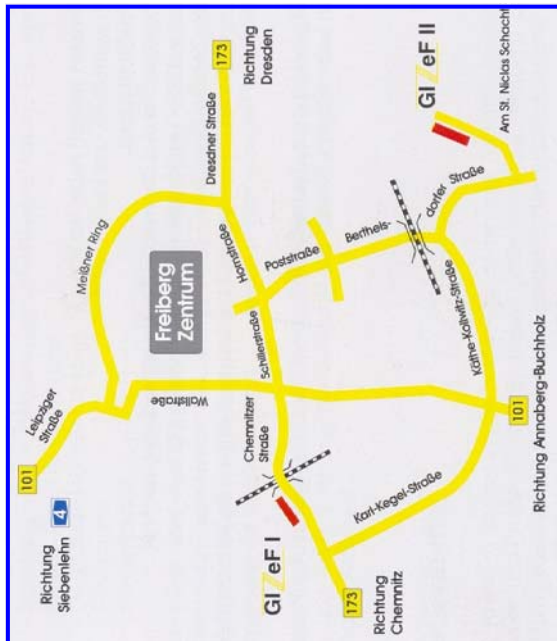 173
Richtung
Dresden
Dresdner Straße
Meißner Ring
Hornstraße
Poststraße
Berthels-
dorfer Straße
GIZeF II
Am St. Niclas Schacht
Freiberg
Zentrum
Schillerstraße
Käthe-Kollwitz-Straße
Leipziger
Straße
101
Wallstraße
4
Richtung
Siebenlehn
Chemnitzer
Straße
GIZeF I
Karl-Kegel-Straße
173
Richtung
Chemnitz
101
Richtung Annaberg-Buchholz